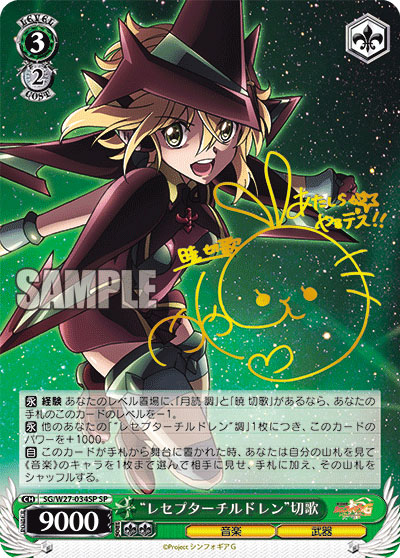 LEVEL
3
2
COST
あたしら
やるデス!!
暁 切歌
SAMPLE
永 経験 あなたのレベル置場に、「月読 調」と「暁 切歌」があるなら、あなたの
手札のこのカードのレベルを－1。
永 他のあなたの「“レセプターチルドレン”調」1枚につき、このカードの
パワーを＋1000。
自 このカードが手札から舞台に置かれた時、あなたは自分の山札を見て
《音楽》のキャラを1枚まで選んで相手に見せ、手札に加え、その山札を
シャッフルする。
CH SG/W27-034SP SP
“レセプターチルドレン”切歌
POWER
9000
音楽
武器
©Project シンフォギアG